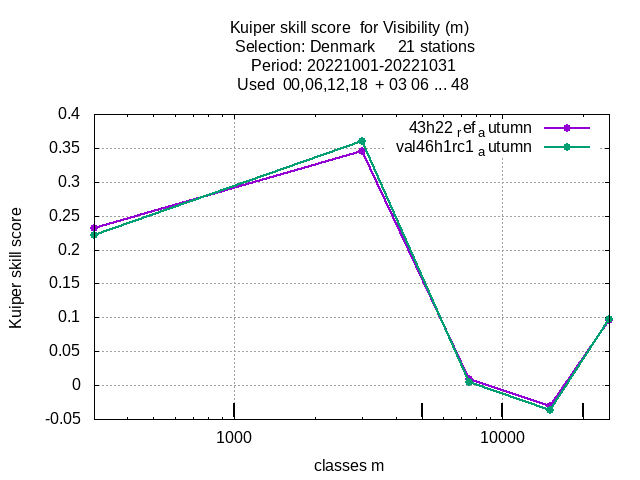 Kuiper skill score  for Visibility (m)
Selection: Denmark     21 stations
Period: 20221001-20221031
Used  00,06,12,18  + 03 06 ... 48
43h22 ref autumn
val46h1rc1 autumn
0.4
0.35
0.3
0.25
0.2
0.15
0.1
0.05
0
-0.05
Kuiper skill score
1000
10000
classes m